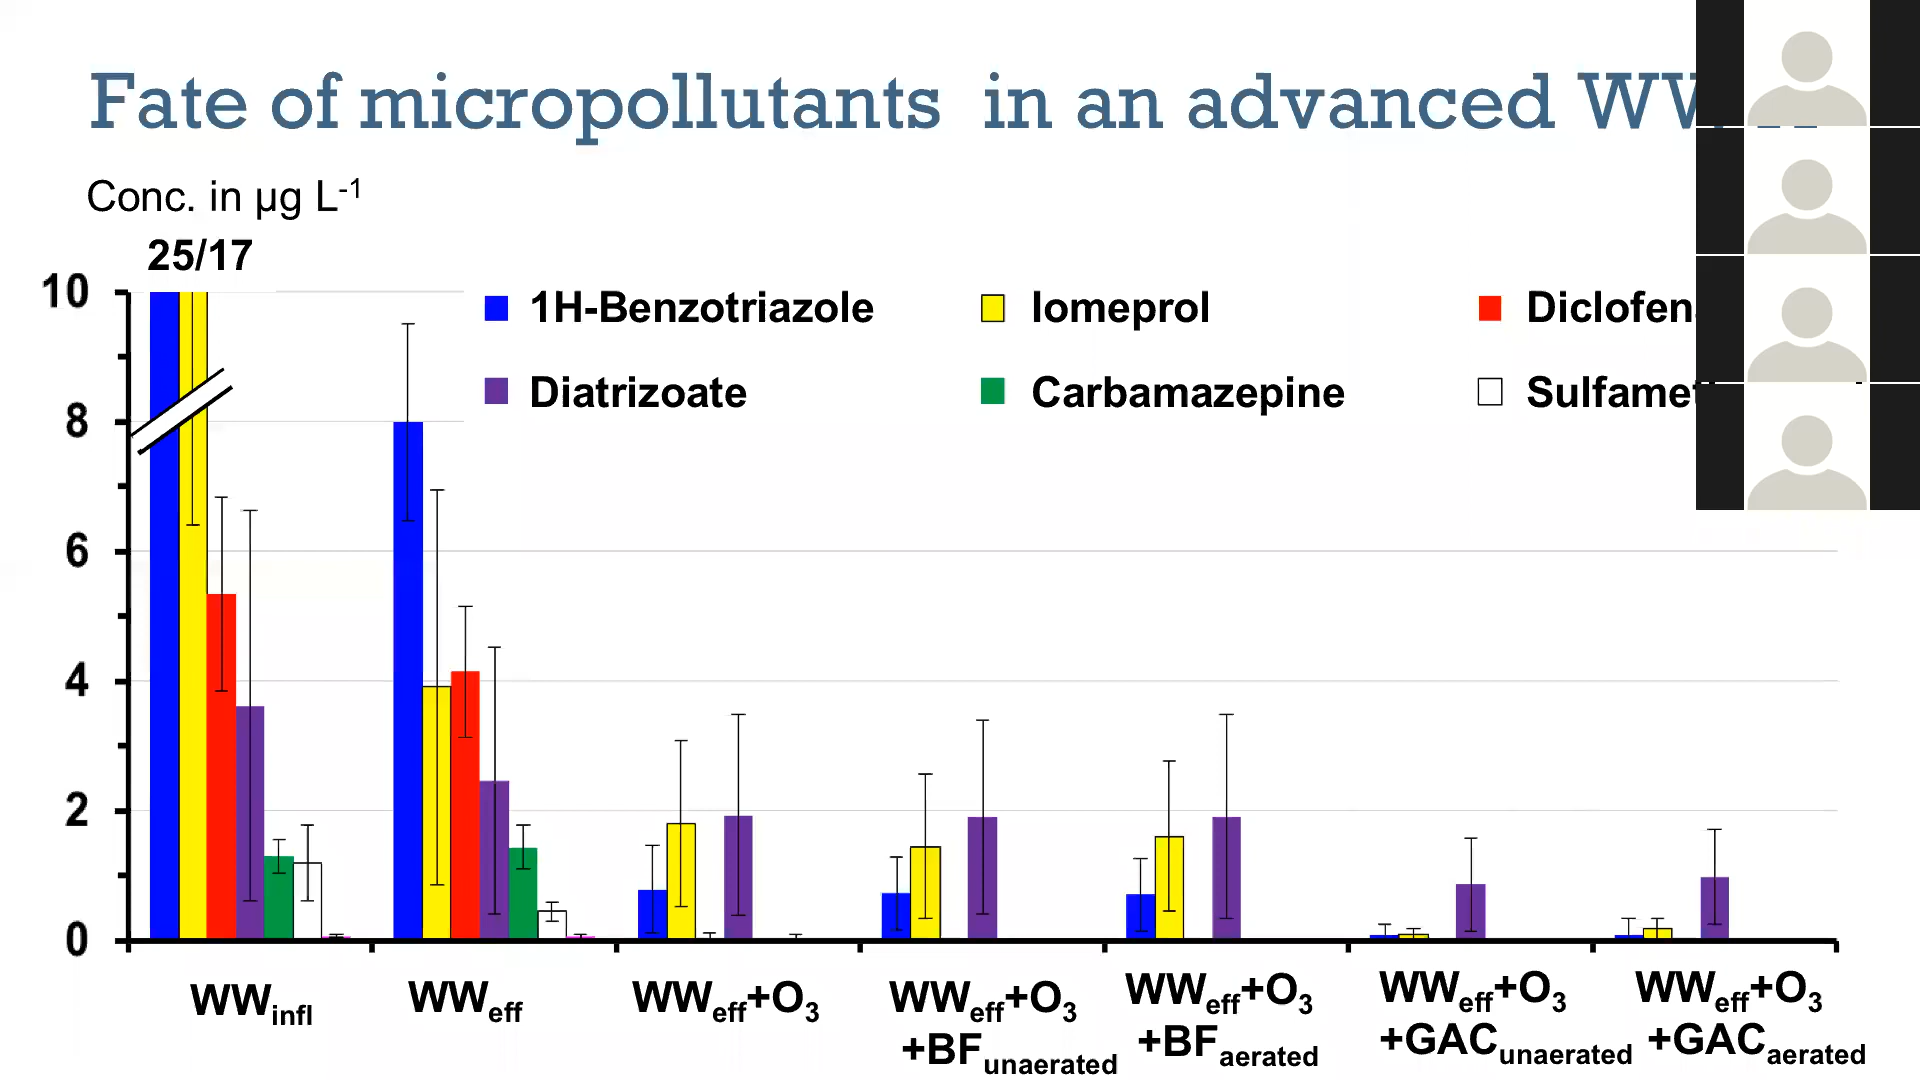 Fate of micropollutants in an advanced
Conc. in µg L⁻¹
25/17
10
8
6
4
2
0
1H-Benzotriazole
Iomeprol
Diatrizoate
Carbamazepine
WWinfl
WWeff
WWeff+O3
WWeff+O3
+BFunaerated
WWeff+O3
+BFaerated
WWeff+O3
+GACunaerated
WWeff+O3
+GACaerated